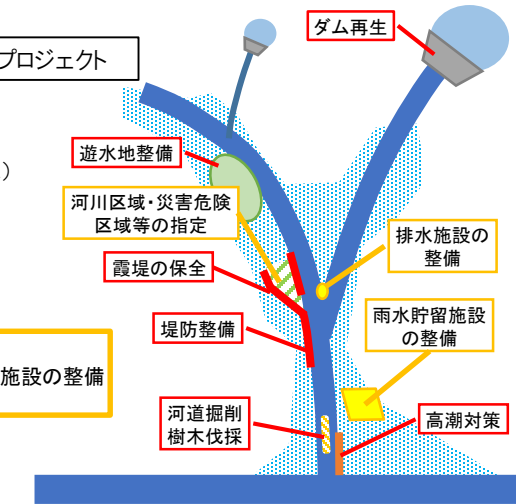 プロジェクト
）
ダム再生
遊水地整備
河川区域・災害危険
区域等の指定
霞堤の保全
堤防整備
排水施設の
整備
雨水貯留施設
の整備
施設の整備
河道掘削
樹木伐採
高潮対策